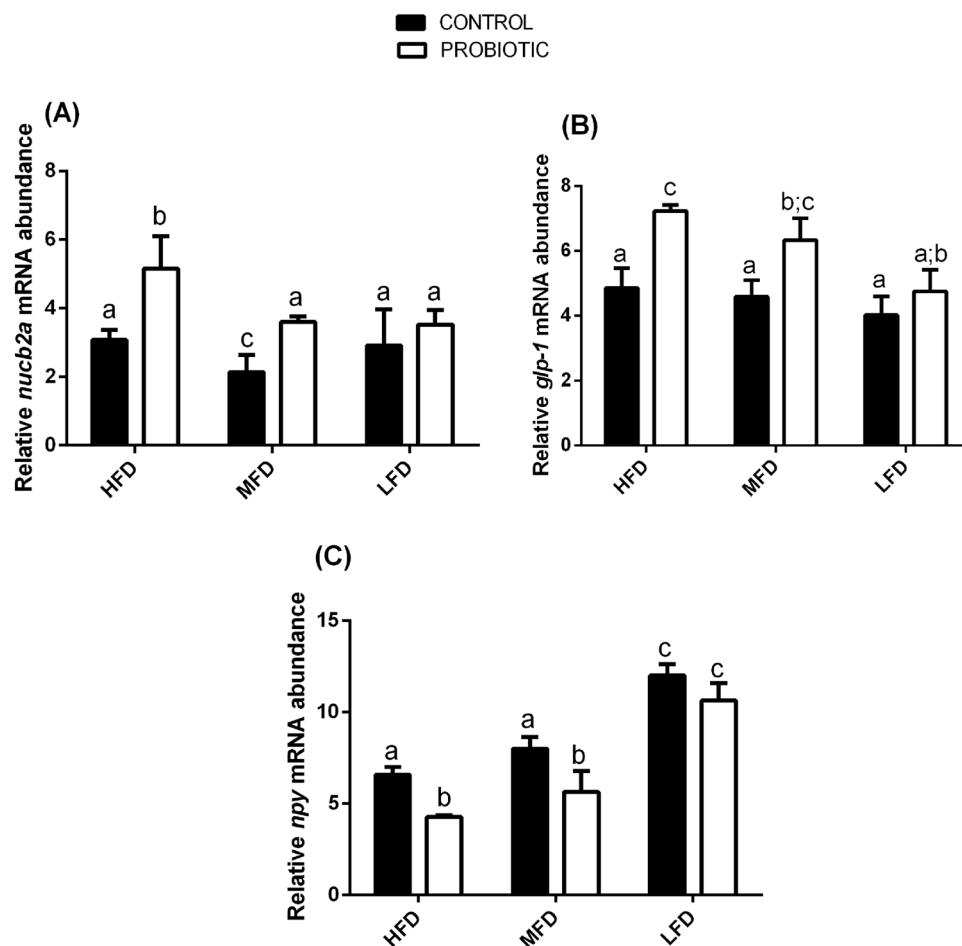 CONTROL
PROBIOTIC
(A)
Relative nucb2a mRNA abundance
8
6
4
2
0
a
b
c
a
a
a
HFD
MFD
LFD
(B)
Relative glp-1 mRNA abundance
8
6
4
2
0
a
c
a
b;c
a
a;b
HFD
MFD
LFD
(C)
Relative npy mRNA abundance
15
10
5
0
a
b
a
b
c
c
HFD
MFD
LFD